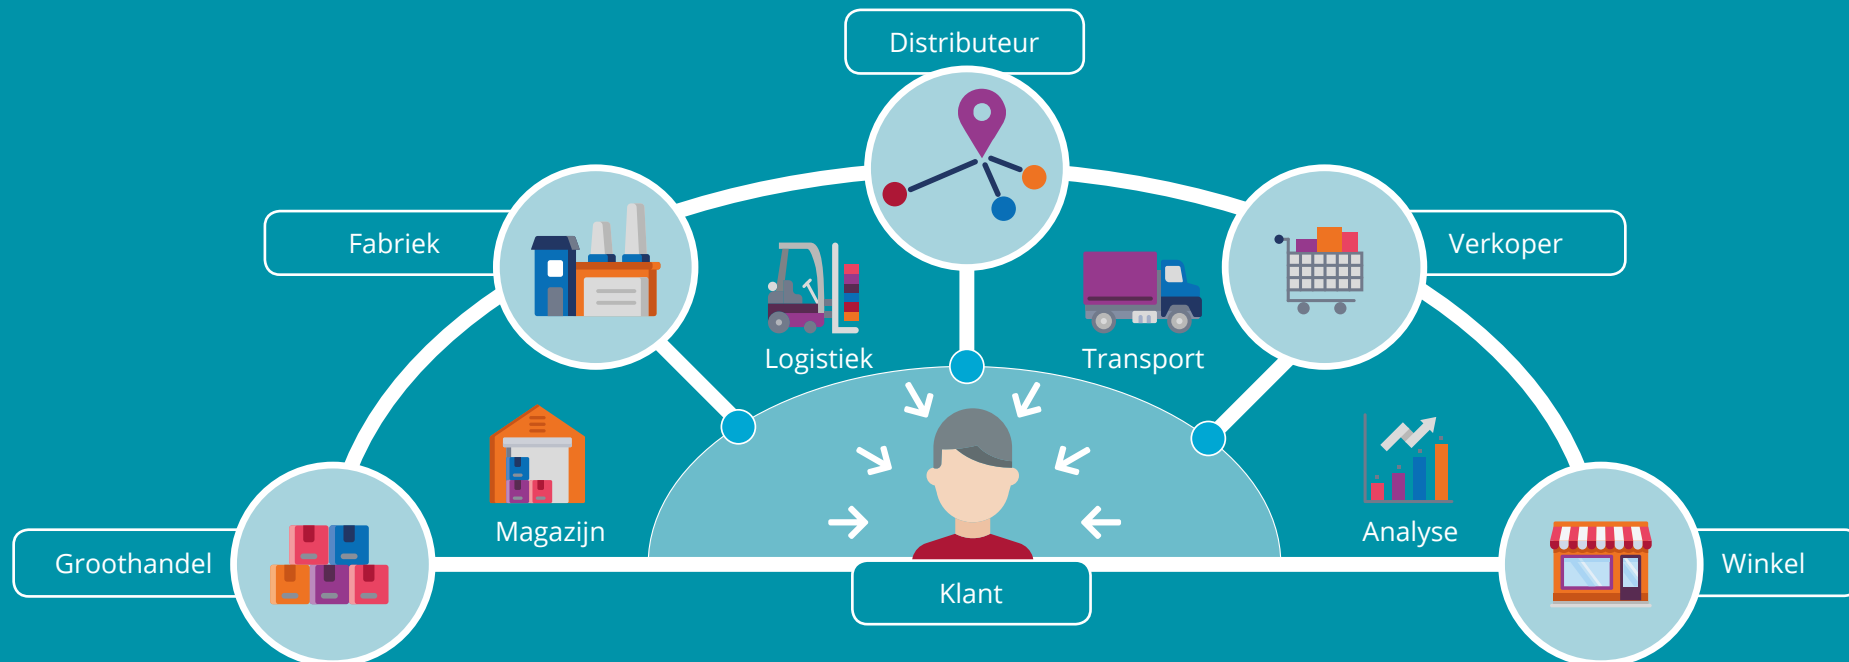 Distributeur
Fabriek
Verkoper
Logistiek
Transport
Magazijn
Analyse
Groothandel
Klant
Winkel